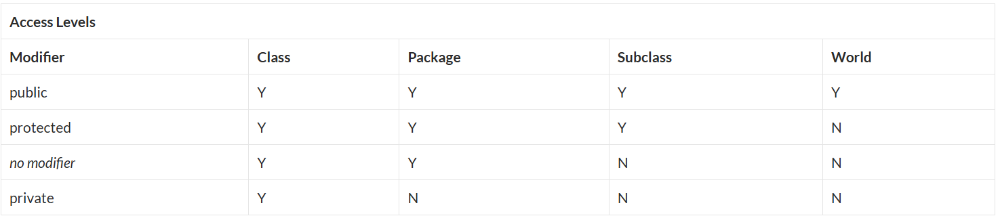 Access Levels
Modifier Class Package Subclass World
public Y Y Y Y
protected Y Y Y N
no modifier Y Y N N
private Y N N N